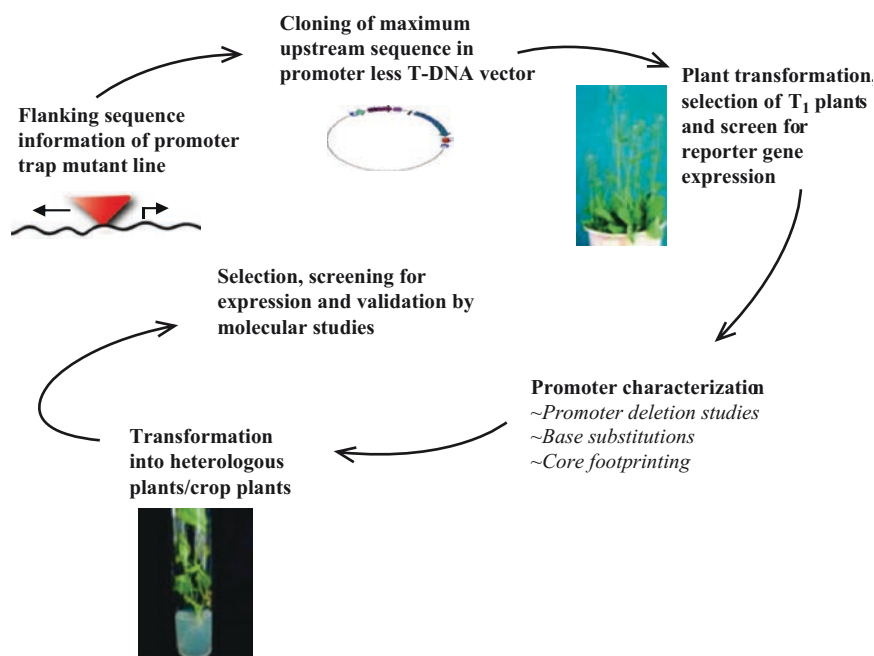 Cloning of maximum
upstream sequence in
promoter less T-DNA vector
Plant transformation,
selection of T₁ plants
and screen for
reporter gene
expression
Flanking sequence
information of promoter
trap mutant line
Selection, screening for
expression and validation by
molecular studies
Promoter characterization
~Promoter deletion studies
~Base substitutions
~Core footprinting
Transformation
into heterologous
plants/crop plants